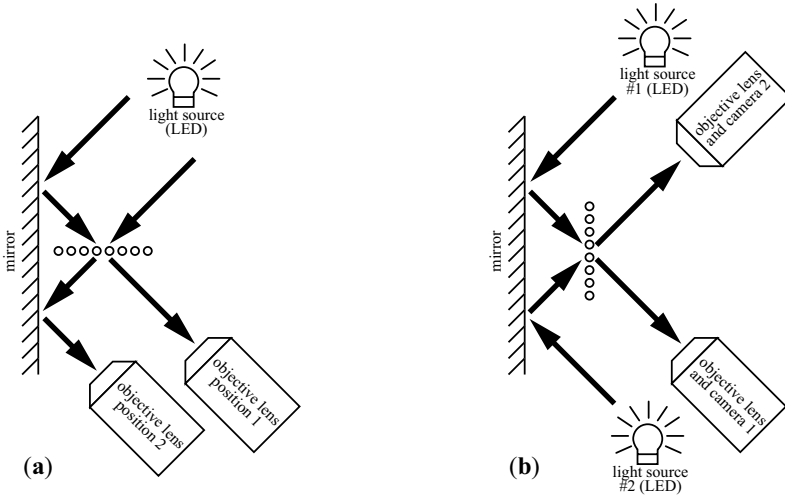 light source
(LED)
mirror
objective lens
position 1
objective lens
position 2
(a)
light source
#1 (LED)
objective lens
and camera 2
mirror
objective lens
and camera 1
light source
#2 (LED)
(b)